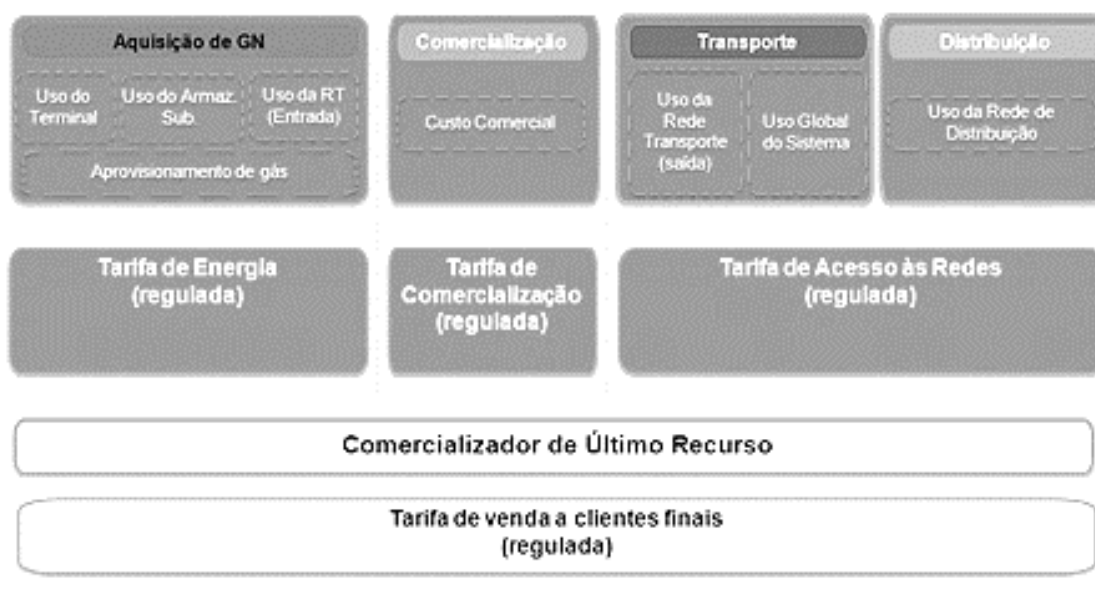 Aquisição de GN
Uso do
Terminal
Uso do Armaz.
Sub.
Uso da RT
(Entrada)
Aprovisionamento de gás
Comercialização
Custo Comercial
Transporte
Uso da
Rede
Transporte
(saída)
Uso Global
do Sistema
Distribuição
Uso da Rede de
Distribuição
Tarifa de Energia
(regulada)
Tarifa de
Comercialização
(regulada)
Tarifa de Acesso às Redes
(regulada)
Comercializador de Último Recurso
Tarifa de venda a clientes finais
(regulada)